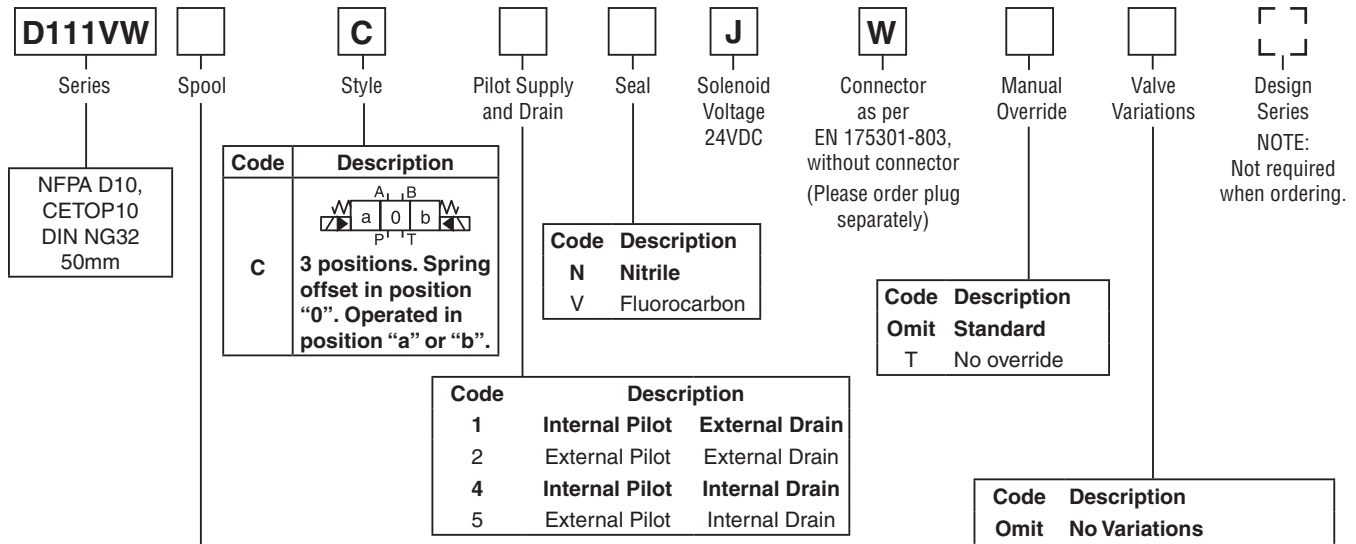 D111VW C J W
Series
Spool
Style
Pilot Supply
and Drain
Seal
Solenoid
Voltage
24VDC
Connector
as per
EN 175301-803,
without connector
(Please order plug
separately)
Manual
Override
Valve
Variations
Design
Series
NOTE:
Not required
when ordering.
NFPA D10,
CETOP10
DIN NG32
50mm
Code Description
A B
a 0 b
P T
C
3 positions. Spring
offset in position
“0”. Operated in
position “a” or “b”.
Code Description
N Nitrile
V Fluorocarbon
Code Description
Omit Standard
T No override
Code Description
1 Internal Pilot External Drain
2 External Pilot External Drain
4 Internal Pilot Internal Drain
5 External Pilot Internal Drain
Code Description
Omit No Variations